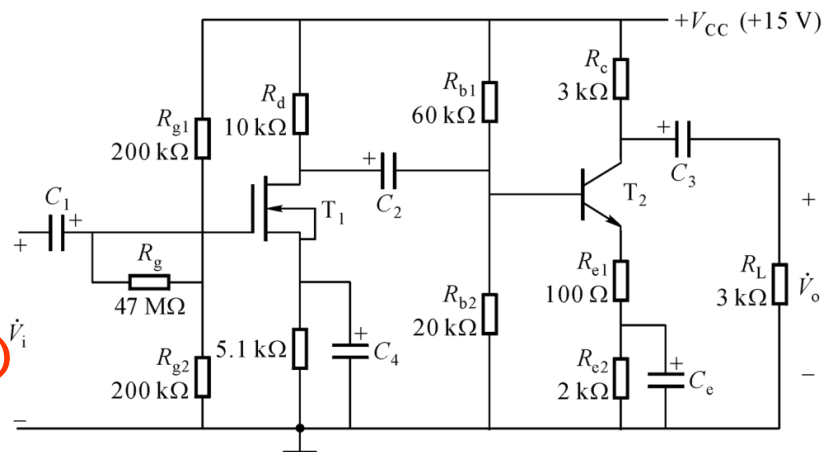 +V_CC (+15 V)
R_c
3 kΩ
R_b1
60 kΩ
R_d
10 kΩ
R_g1
200 kΩ
+
C_3
+
C_2
T_1
T_2
C_1
+
+
R_g
47 MΩ
+
R_e1
100 Ω
R_L
3 kΩ
V̇_o
R_b2
20 kΩ
V̇_i
5.1 kΩ
+
C_4
R_g2
200 kΩ
R_e2
2 kΩ
+
C_e
−
−